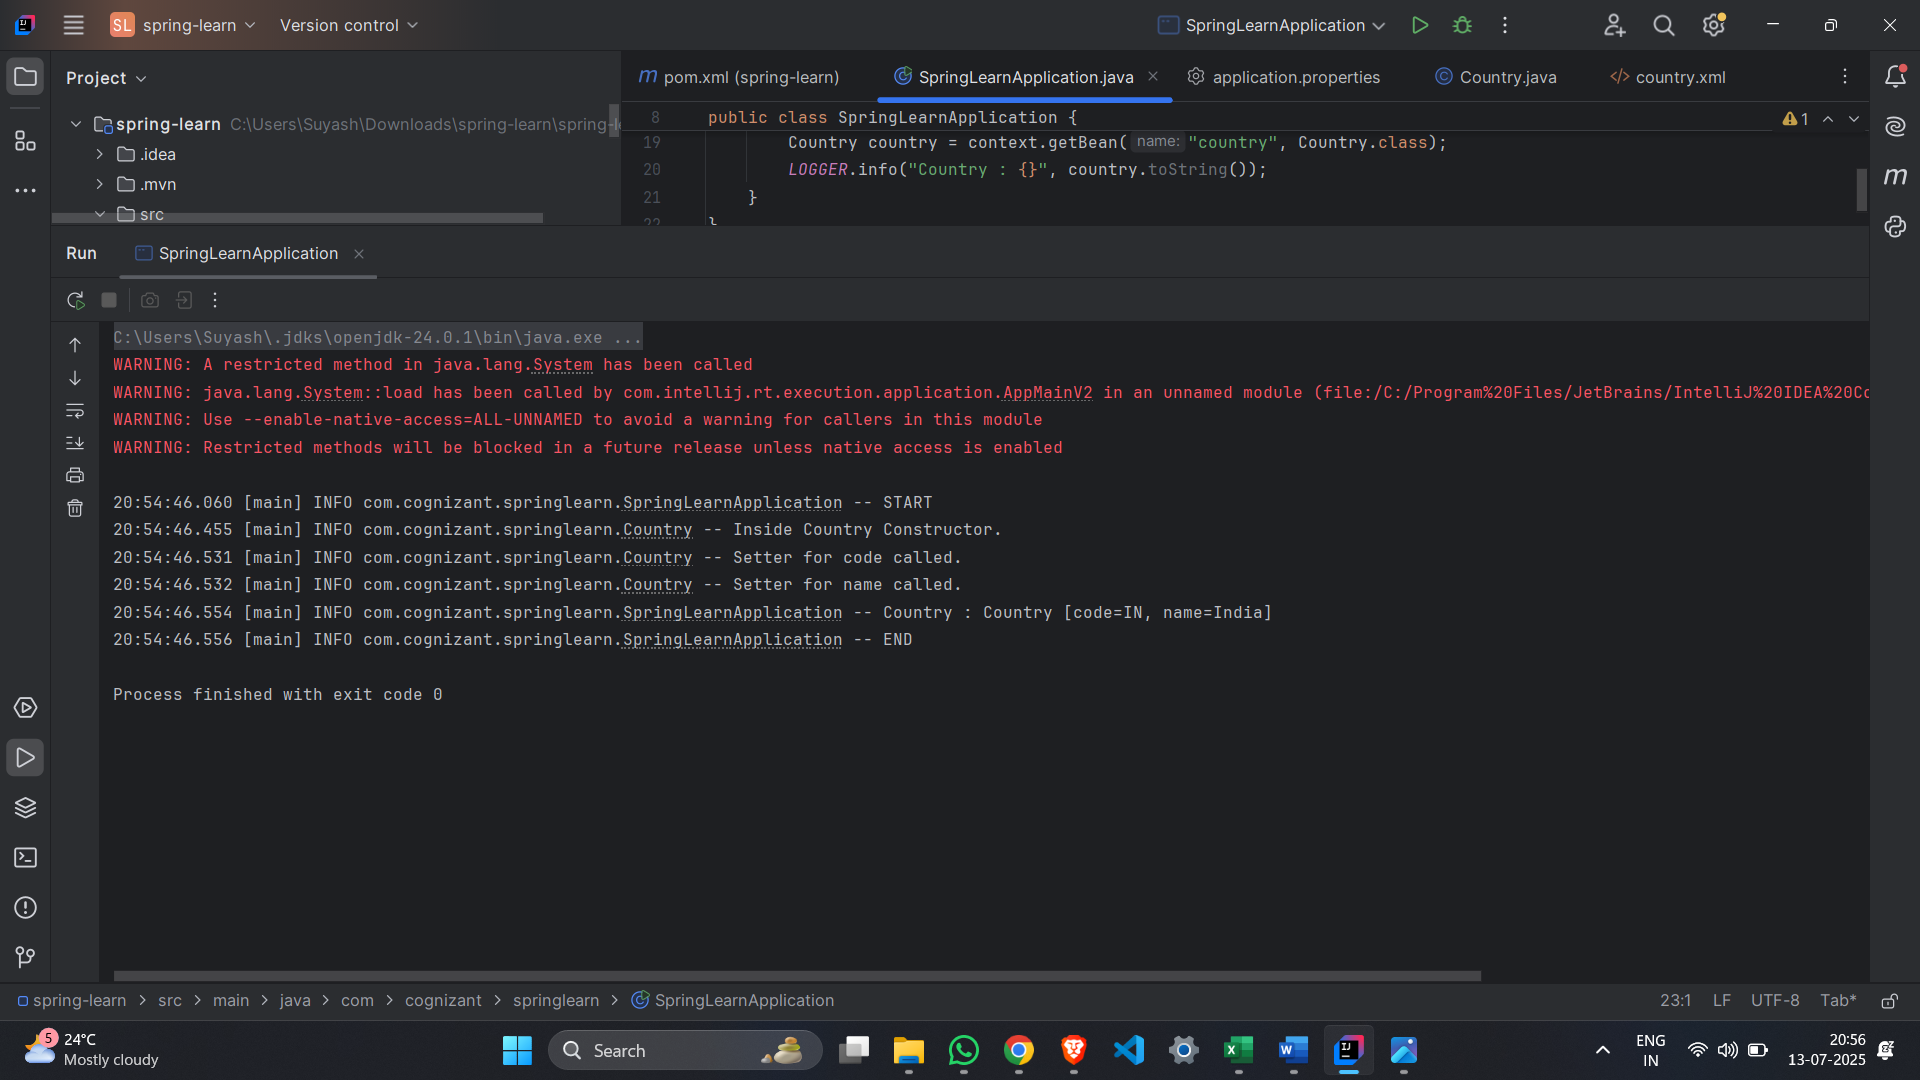 SL spring-learn Version control SpringLearnApplication
Project
pom.xml (spring-learn) SpringLearnApplication.java application.properties Country.java country.xml
spring-learn C:\Users\Suyash\Downloads\spring-learn\spring-l
.idea
.mvn
src
8 public class SpringLearnApplication { 1
19 Country country = context.getBean( name: "country", Country.class);
20 LOGGER.info("Country : {}", country.toString());
21 }
22 }
Run SpringLearnApplication
C:\Users\Suyash\.jdks\openjdk-24.0.1\bin\java.exe ...
WARNING: A restricted method in java.lang.System has been called
WARNING: java.lang.System::load has been called by com.intellij.rt.execution.application.AppMainV2 in an unnamed module (file:/C:/Program%20Files/JetBrains/IntelliJ%20IDEA%20Co
WARNING: Use --enable-native-access=ALL-UNNAMED to avoid a warning for callers in this module
WARNING: Restricted methods will be blocked in a future release unless native access is enabled
20:54:46.060 [main] INFO com.cognizant.springlearn.SpringLearnApplication -- START
20:54:46.455 [main] INFO com.cognizant.springlearn.Country -- Inside Country Constructor.
20:54:46.531 [main] INFO com.cognizant.springlearn.Country -- Setter for code called.
20:54:46.532 [main] INFO com.cognizant.springlearn.Country -- Setter for name called.
20:54:46.554 [main] INFO com.cognizant.springlearn.SpringLearnApplication -- Country : Country [code=IN, name=India]
20:54:46.556 [main] INFO com.cognizant.springlearn.SpringLearnApplication -- END
Process finished with exit code 0
spring-learn > src > main > java > com > cognizant > springlearn > SpringLearnApplication 23:1 LF UTF-8 Tab*
5 24°C
Mostly cloudy
Search
ENG
IN
20:56
13-07-2025